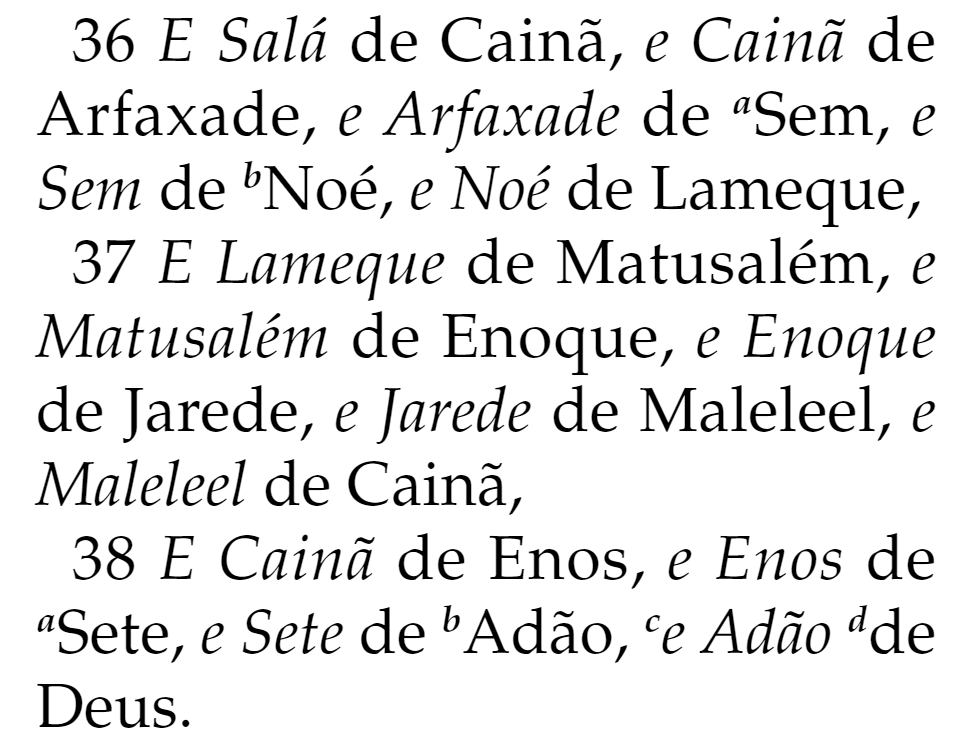 36 E Salá de Cainã, e Cainã de
Arfaxade, e Arfaxade de ᵃSem, e
Sem de ᵇNoé, e Noé de Lameque,
37 E Lameque de Matusalém, e
Matusalém de Enoque, e Enoque
de Jarede, e Jarede de Maleleel, e
Maleleel de Cainã,
38 E Cainã de Enos, e Enos de
ᵃSete, e Sete de ᵇAdão, ᶜe Adão ᵈde
Deus.